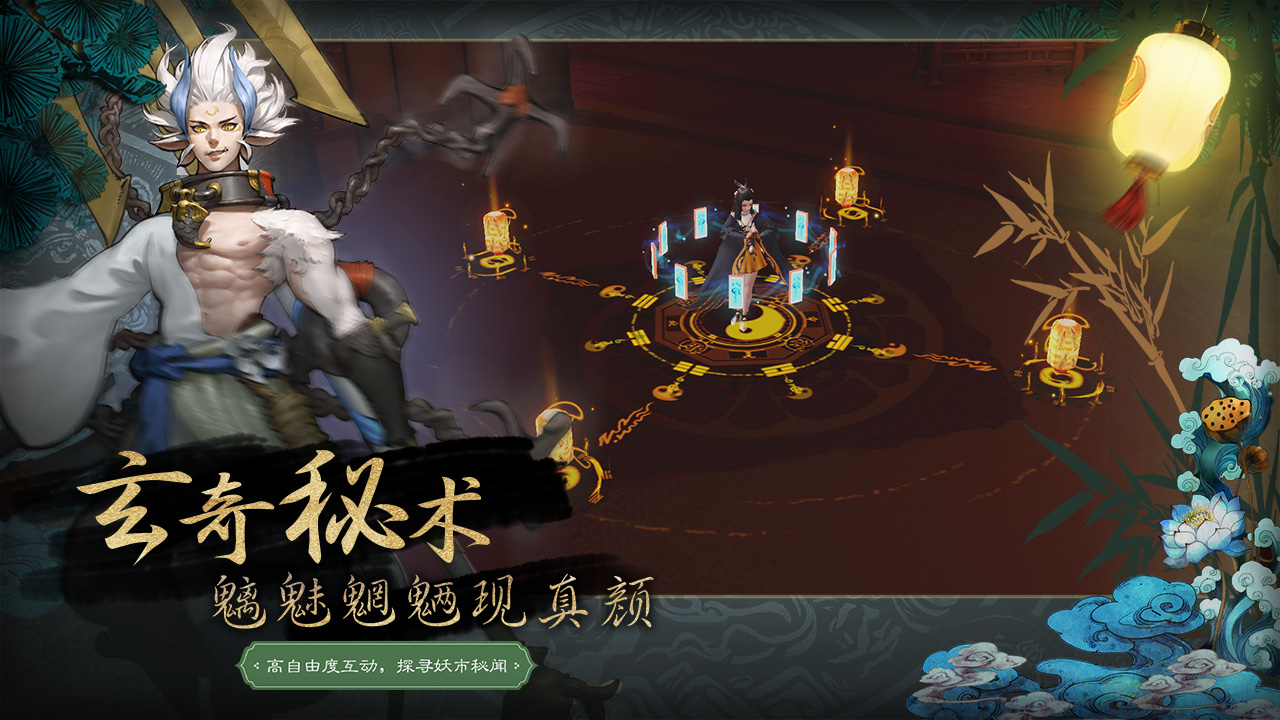 玄奇秘术
魑魅魍魉现真颜
高自由度互动，探寻妖市秘闻